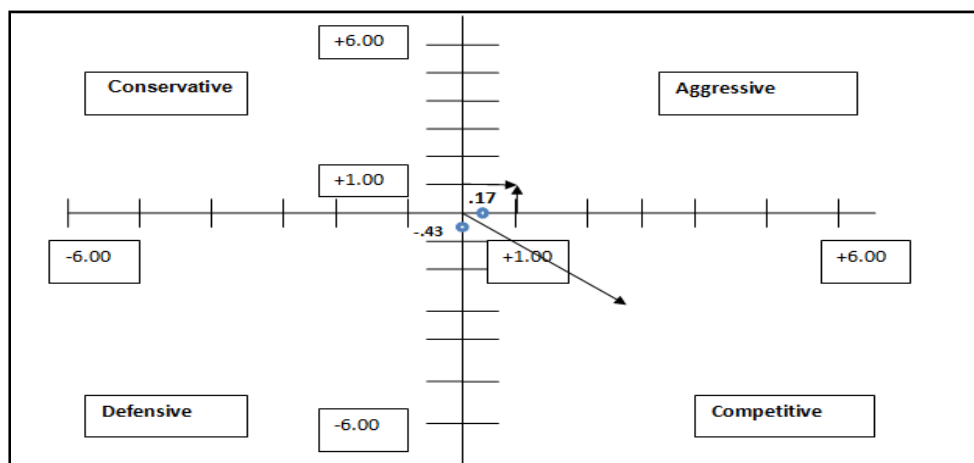 +6.00
Conservative
Aggressive
+1.00
.17
-.43
-6.00
+1.00
+6.00
Defensive
-6.00
Competitive